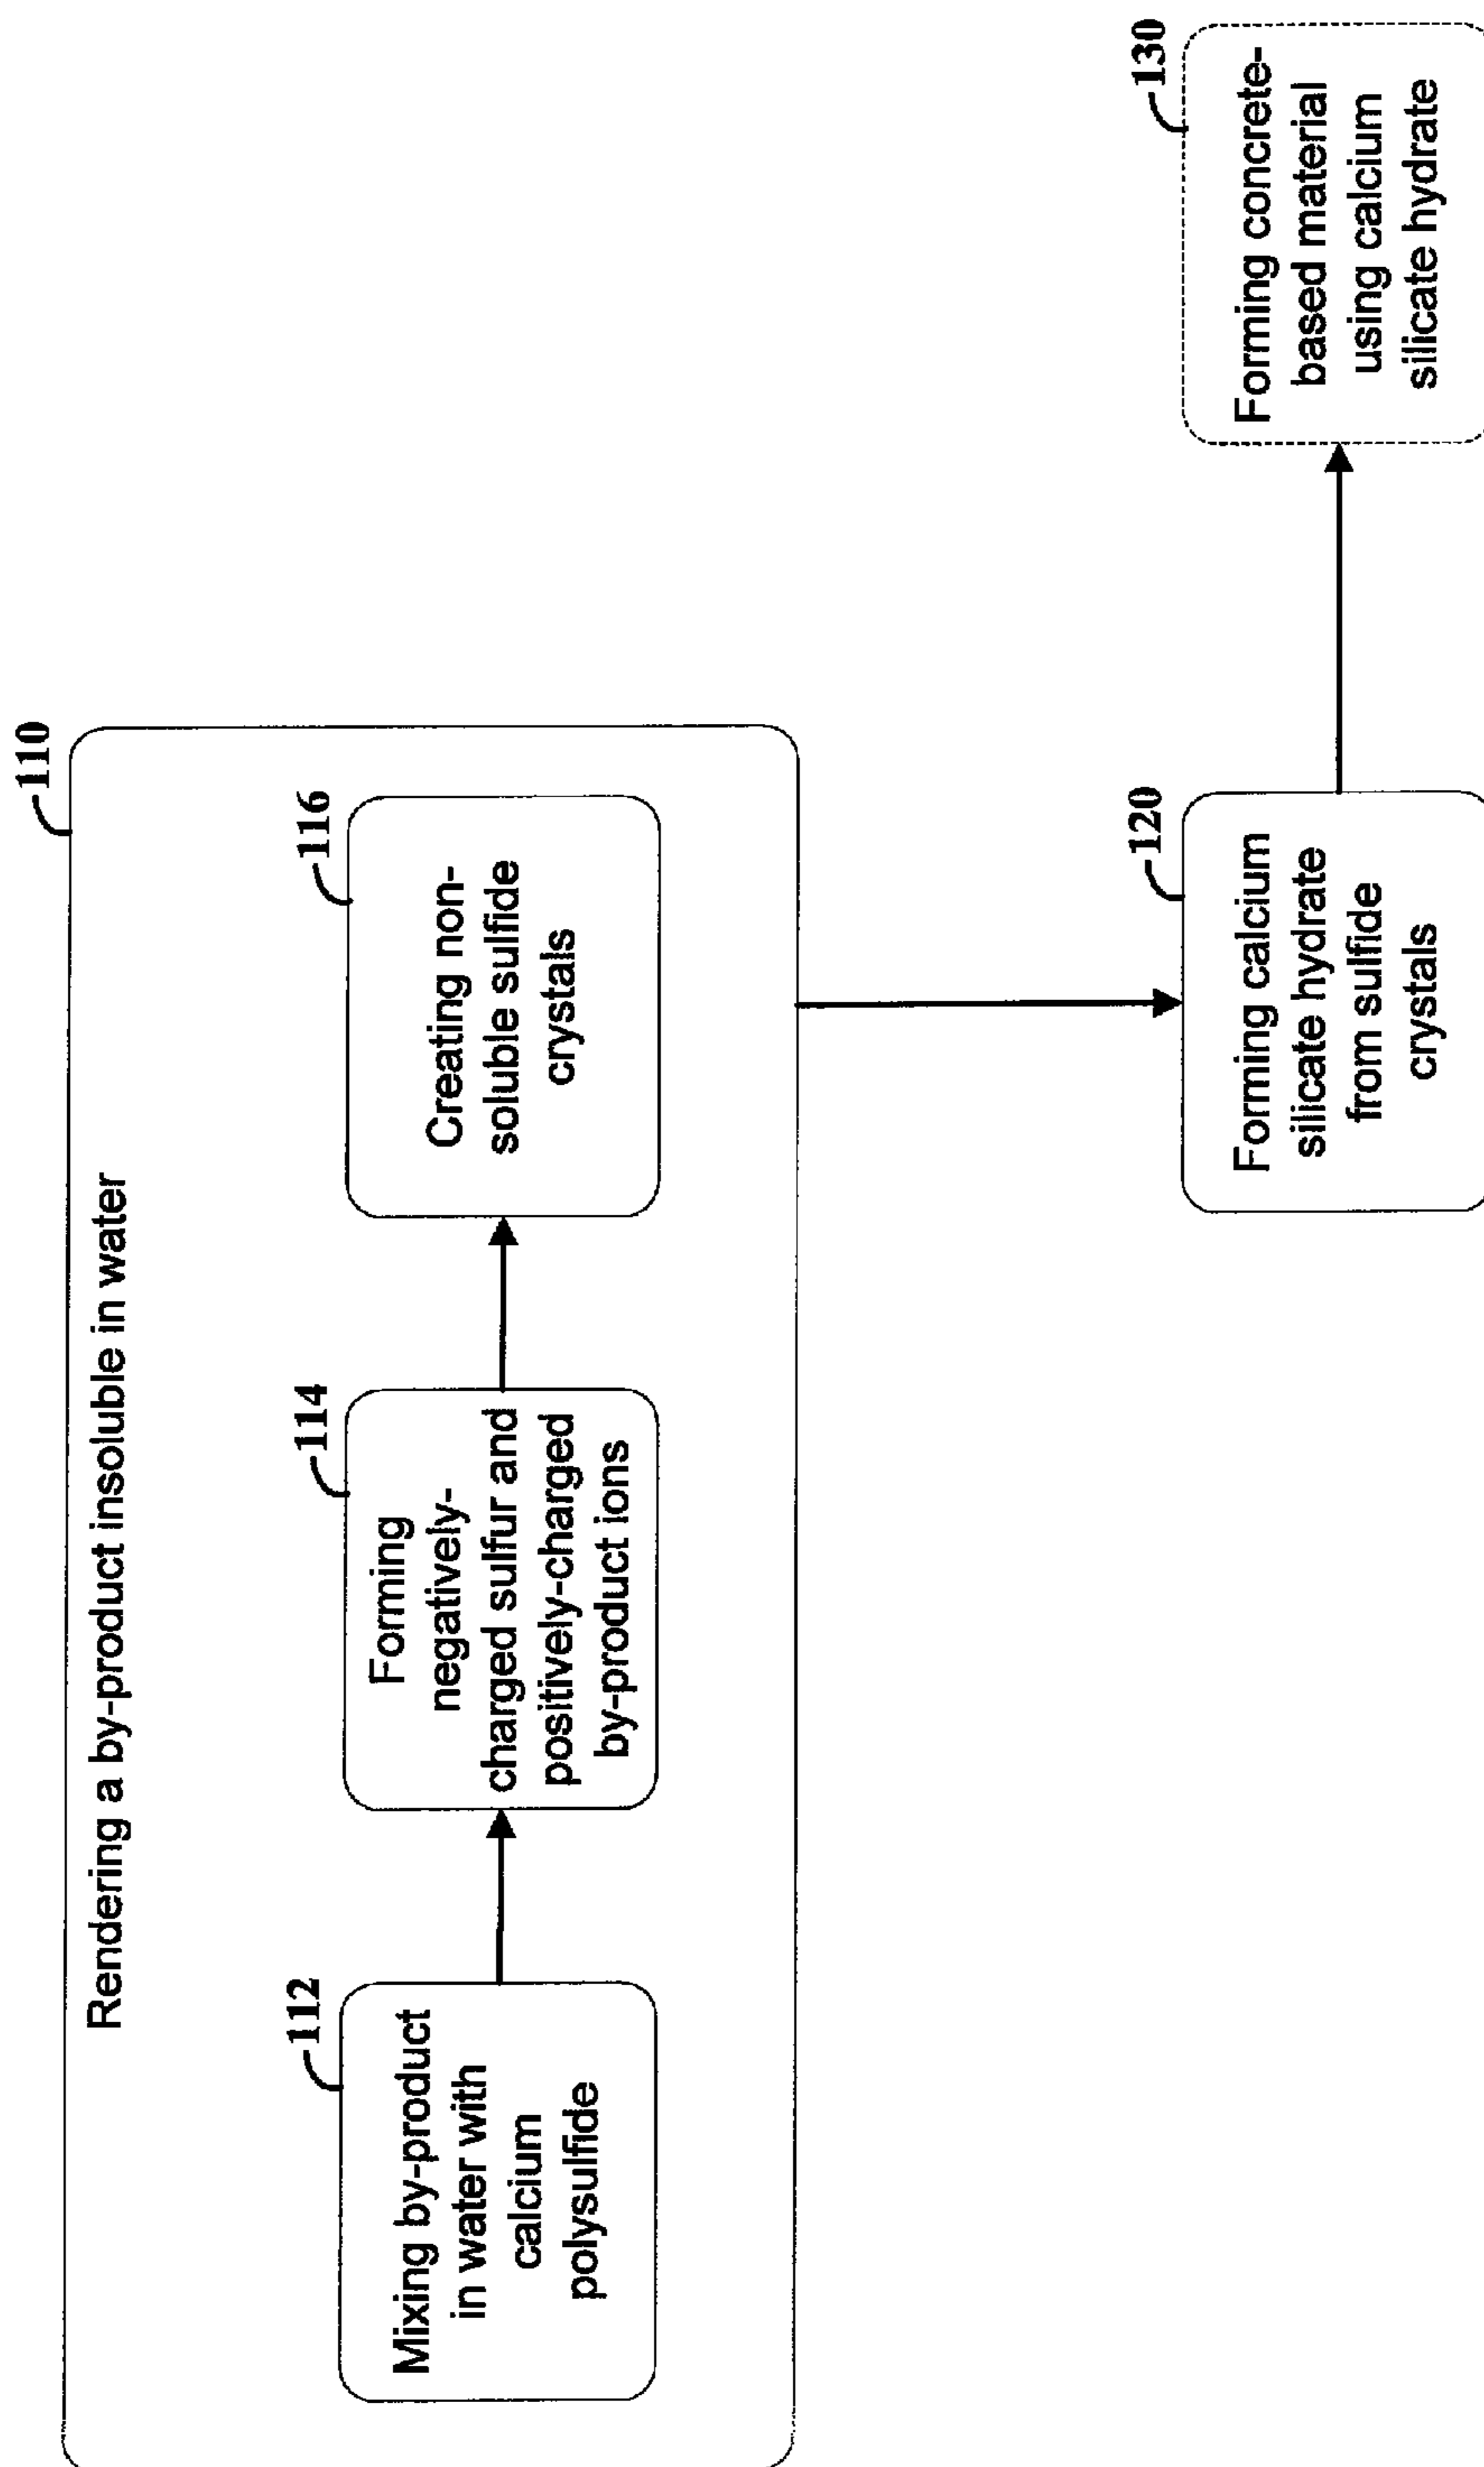 110
Rendering a by-product insoluble in water
112
Mixing by-product
in water with
calcium
polysulfide
114
Forming
negatively-
charged sulfur and
positively-charged
by-product ions
116
Creating non-
soluble sulfide
crystals
120
Forming calcium
silicate hydrate
from sulfide
crystals
130
Forming concrete-
based material
using calcium
silicate hydrate